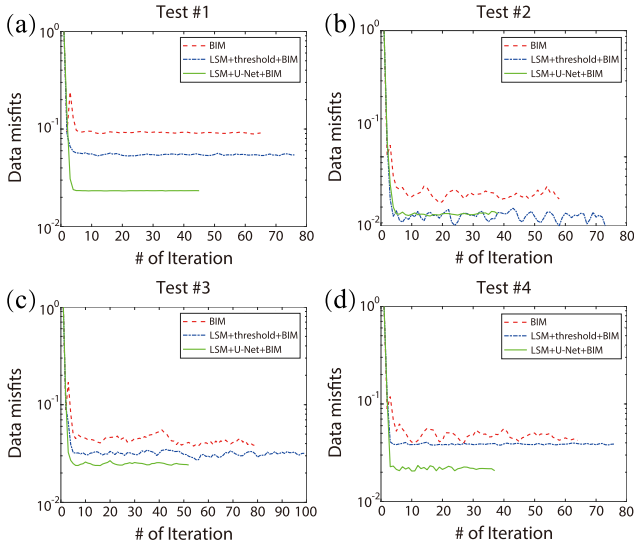 Test #1
(a)
10^0
10^-1
10^-2
Data misfits
BIM
LSM+threshold+BIM
LSM+U-Net+BIM
0 10 20 30 40 50 60 70 80
# of Iteration
Test #2
(b)
10^0
10^-1
10^-2
Data misfits
BIM
LSM+threshold+BIM
LSM+U-Net+BIM
0 10 20 30 40 50 60 70 80
# of Iteration
Test #3
(c)
10^0
10^-1
10^-2
Data misfits
BIM
LSM+threshold+BIM
LSM+U-Net+BIM
0 10 20 30 40 50 60 70 80 90 100
# of Iteration
Test #4
(d)
10^0
10^-1
10^-2
Data misfits
BIM
LSM+threshold+BIM
LSM+U-Net+BIM
0 10 20 30 40 50 60 70 80
# of Iteration